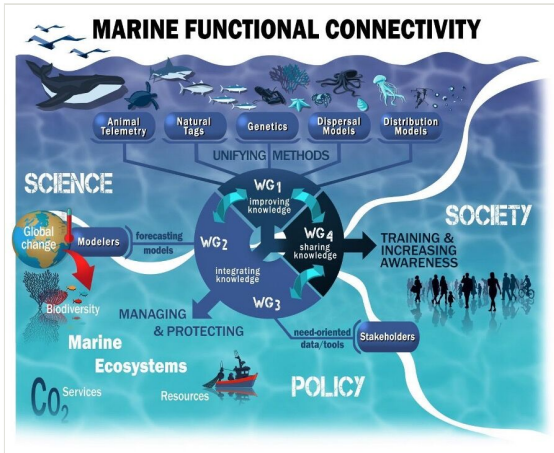 MARINE FUNCTIONAL CONNECTIVITY
Animal
Telemetry
Natural
Tags
Genetics
Dispersal
Models
Distribution
Models
UNIFYING METHODS
SCIENCE
SOCIETY
WG1
improving
knowledge
WG2
integrating
knowledge
WG4
sharing
knowledge
WG3
Global
change
Modelers
forecasting
models
TRAINING &
INCREASING
AWARENESS
Biodiversity
MANAGING
& PROTECTING
need-oriented
data/tools
Stakeholders
Marine
Ecosystems
CO2
Services
Resources
POLICY